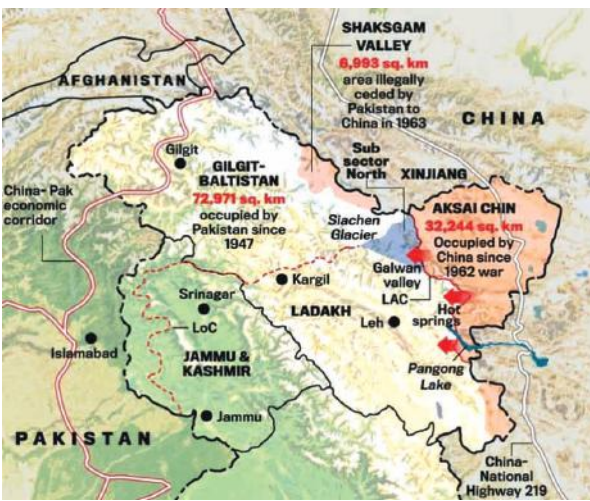 SHAKSGAM
VALLEY
6,993 sq. km
area illegally
ceded by
Pakistan to
China in 1963
AFGHANISTAN
CHINA
Gilgit
Sub
sector
North
XINJIANG
GILGIT-
BALTISTAN
72,971 sq. km
occupied by
Pakistan since
1947
China- Pak
economic
corridor
AKSAI CHIN
32,244 sq. km
Occupied by
China since
1962 war
Siachen
Glacier
Galwan
valley
LAC
Kargil
Srinagar
LADAKH
Hot
springs
LoC
Leh
Islamabad
JAMMU &
KASHMIR
Pangong
Lake
Jammu
PAKISTAN
China-
National
Highway 219